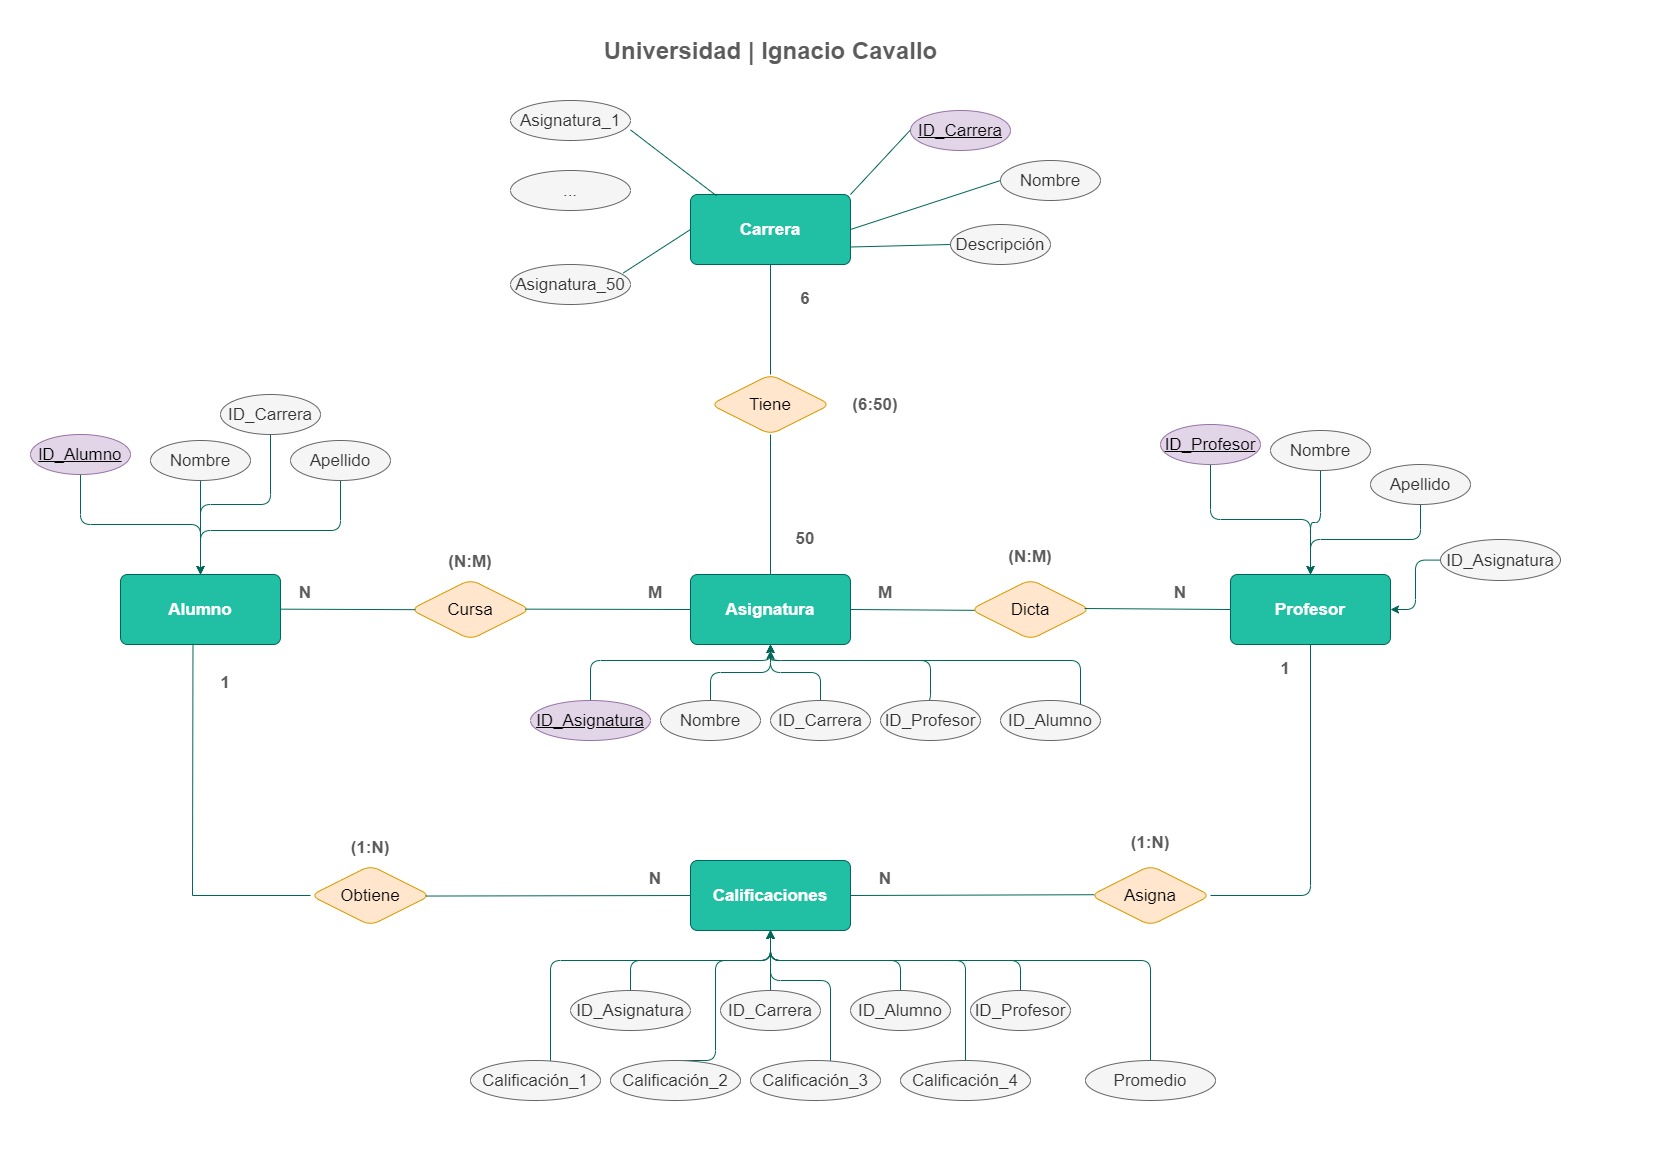 Universidad | Ignacio Cavallo
Asignatura_1
ID_Carrera
...
Nombre
Carrera
Descripción
Asignatura_50
6
Tiene
(6:50)
ID_Carrera
ID_Alumno
Nombre
Apellido
ID_Profesor
Nombre
Apellido
50
ID_Asignatura
(N:M)
(N:M)
Alumno
N
Cursa
M
Asignatura
M
Dicta
N
Profesor
1
1
ID_Asignatura
Nombre
ID_Carrera
ID_Profesor
ID_Alumno
(1:N)
(1:N)
Obtiene
N
Calificaciones
N
Asigna
ID_Asignatura
ID_Carrera
ID_Alumno
ID_Profesor
Calificación_1
Calificación_2
Calificación_3
Calificación_4
Promedio